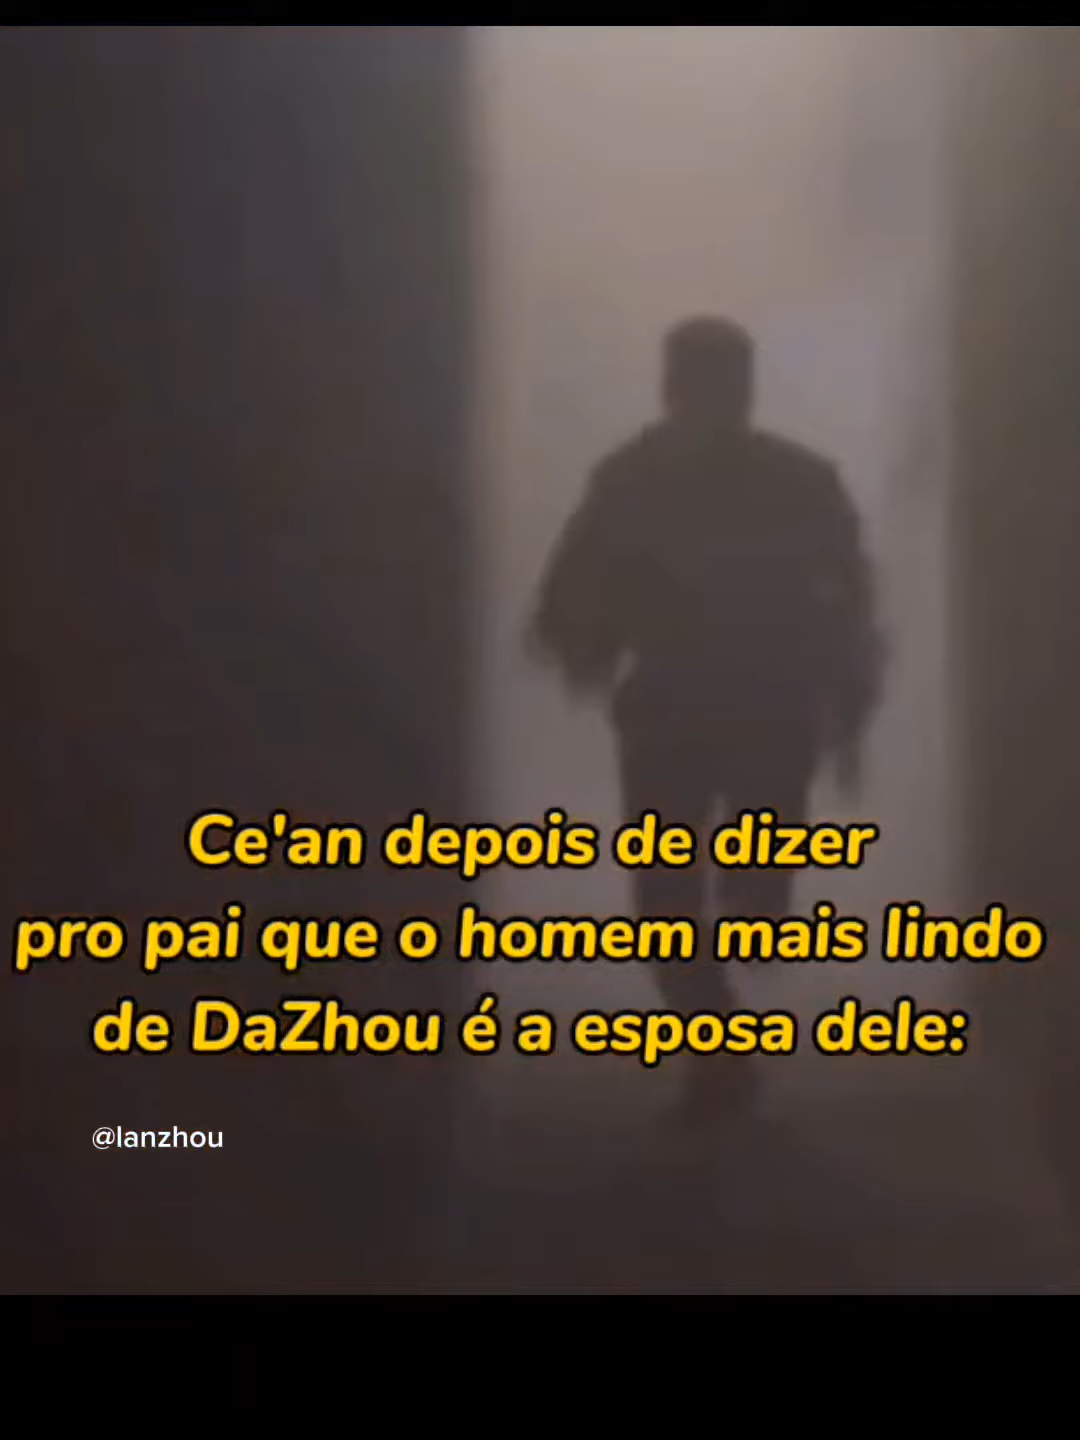 Ce'an depois de dizer
pro pai que o homem mais lindo
de DaZhou é a esposa dele:
@lanzhou